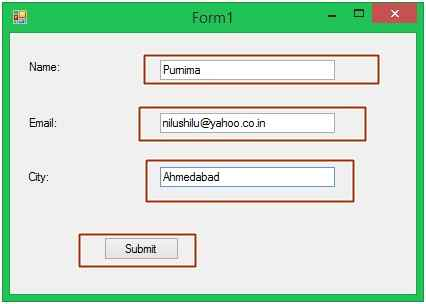 Form1
Name: Purnima
Email: nilushilu@yahoo.co.in
City: Ahmedabad
Submit